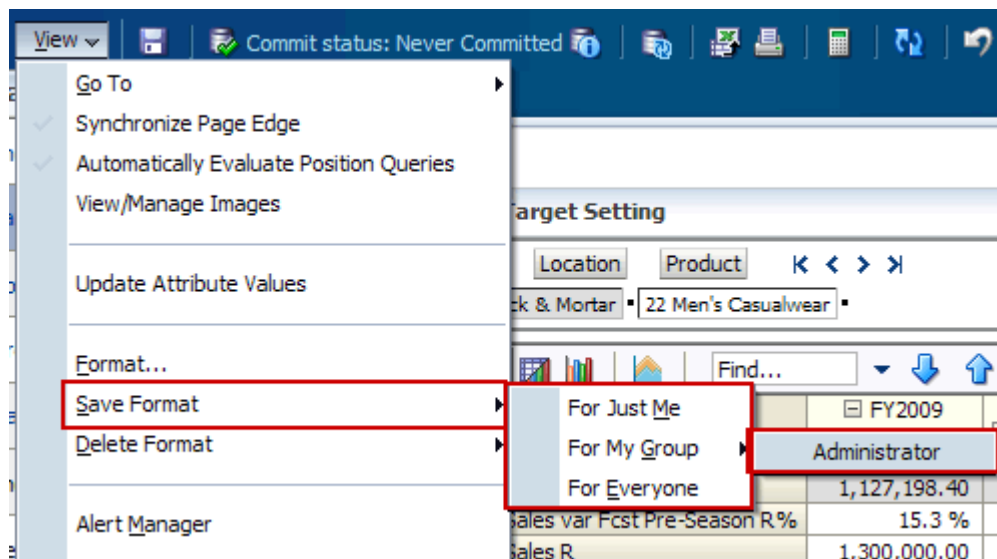 View
Commit status: Never Committed
Go To
Synchronize Page Edge
Automatically Evaluate Position Queries
View/Manage Images
Target Setting
Location Product
ck & Mortar 22 Men's Casualwear
Update Attribute Values
Format...
Find...
Save Format
For Just Me
FY2009
Delete Format
For My Group
Administrator
For Everyone
1,127,198.40
Alert Manager
Sales var Fcst Pre-Season R% 15.3 %
Sales R 1,300,000.00